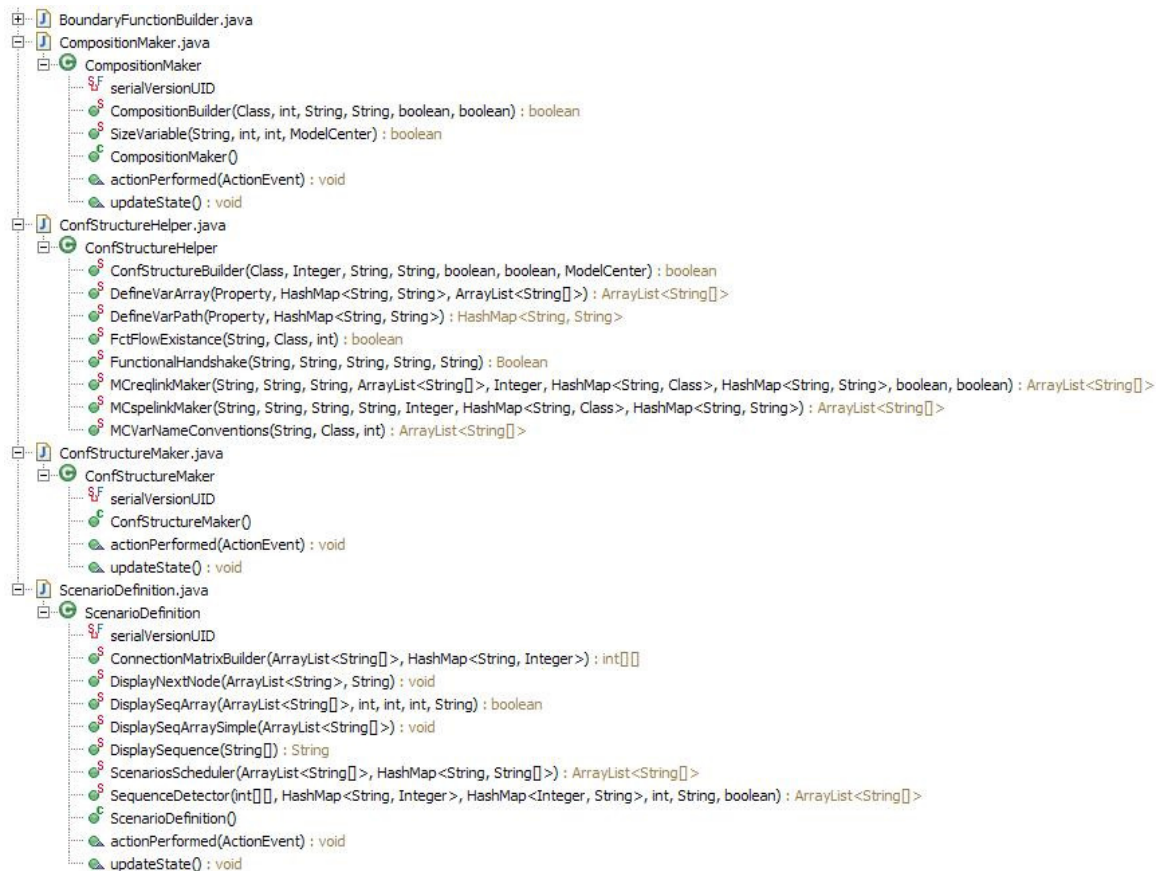 BoundaryFunctionBuilder.java
CompositionMaker.java
CompositionMaker
serialVersionUID
CompositionBuilder(Class, int, String, String, boolean, boolean) : boolean
SizeVariable(String, int, int, ModelCenter) : boolean
CompositionMaker()
actionPerformed(ActionEvent) : void
updateState() : void
ConfStructureHelper.java
ConfStructureHelper
ConfStructureBuilder(Class, Integer, String, String, boolean, boolean, ModelCenter) : boolean
DefineVarArray(Property, HashMap<String, String>, ArrayList<String[]>) : ArrayList<String[]>
DefineVarPath(Property, HashMap<String, String>) : HashMap<String, String>
FctFlowExistance(String, Class, int) : boolean
FunctionalHandshake(String, String, String, String, String) : Boolean
MCreqlinkMaker(String, String, String, ArrayList<String[]>, Integer, HashMap<String, Class>, HashMap<String, String>, boolean, boolean) : ArrayList<String[]>
MCspelinkMaker(String, String, String, String, Integer, HashMap<String, Class>, HashMap<String, String>) : ArrayList<String[]>
MCVarNameConventions(String, Class, int) : ArrayList<String[]>
ConfStructureMaker.java
ConfStructureMaker
serialVersionUID
ConfStructureMaker()
actionPerformed(ActionEvent) : void
updateState() : void
ScenarioDefinition.java
ScenarioDefinition
serialVersionUID
ConnectionMatrixBuilder(ArrayList<String[]>, HashMap<String, Integer>) : int[][]
DisplayNextNode(ArrayList<String>, String) : void
DisplaySeqArray(ArrayList<String[]>, int, int, int, String) : boolean
DisplaySeqArraySimple(ArrayList<String[]>) : void
DisplaySequence(String[]) : String
ScenariosScheduler(ArrayList<String[]>, HashMap<String, String[]>) : ArrayList<String[]>
SequenceDetector(int[][], HashMap<String, Integer>, HashMap<Integer, String>, int, String, boolean) : ArrayList<String[]>
ScenarioDefinition()
actionPerformed(ActionEvent) : void
updateState() : void